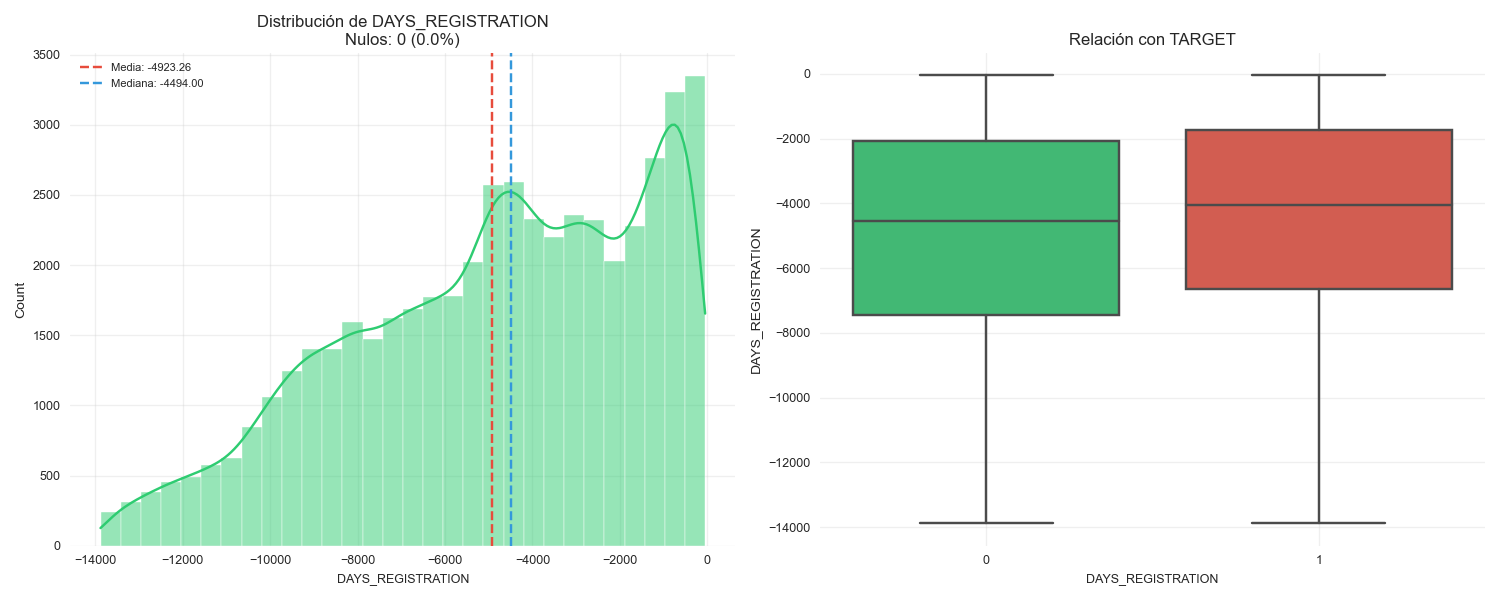 Distribución de DAYS_REGISTRATION
Nulos: 0 (0.0%)
Media: -4923.26
Mediana: -4494.00
3500
3000
2500
2000
1500
1000
500
0
Count
−14000 −12000 −10000 −8000 −6000 −4000 −2000 0
DAYS_REGISTRATION
Relación con TARGET
0
−2000
−4000
−6000
−8000
−10000
−12000
−14000
DAYS_REGISTRATION
0 1
DAYS_REGISTRATION